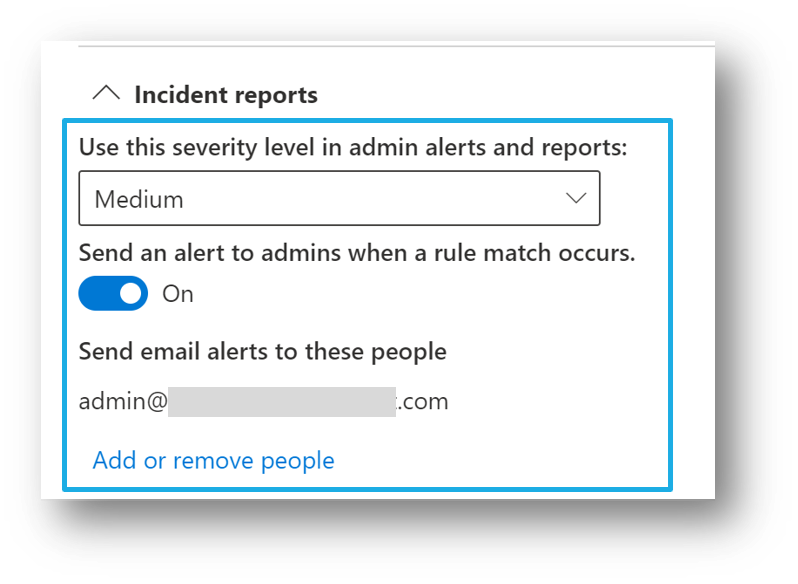 Incident reports
Use this severity level in admin alerts and reports:
Medium
Send an alert to admins when a rule match occurs.
On
Send email alerts to these people
admin@ .com
Add or remove people